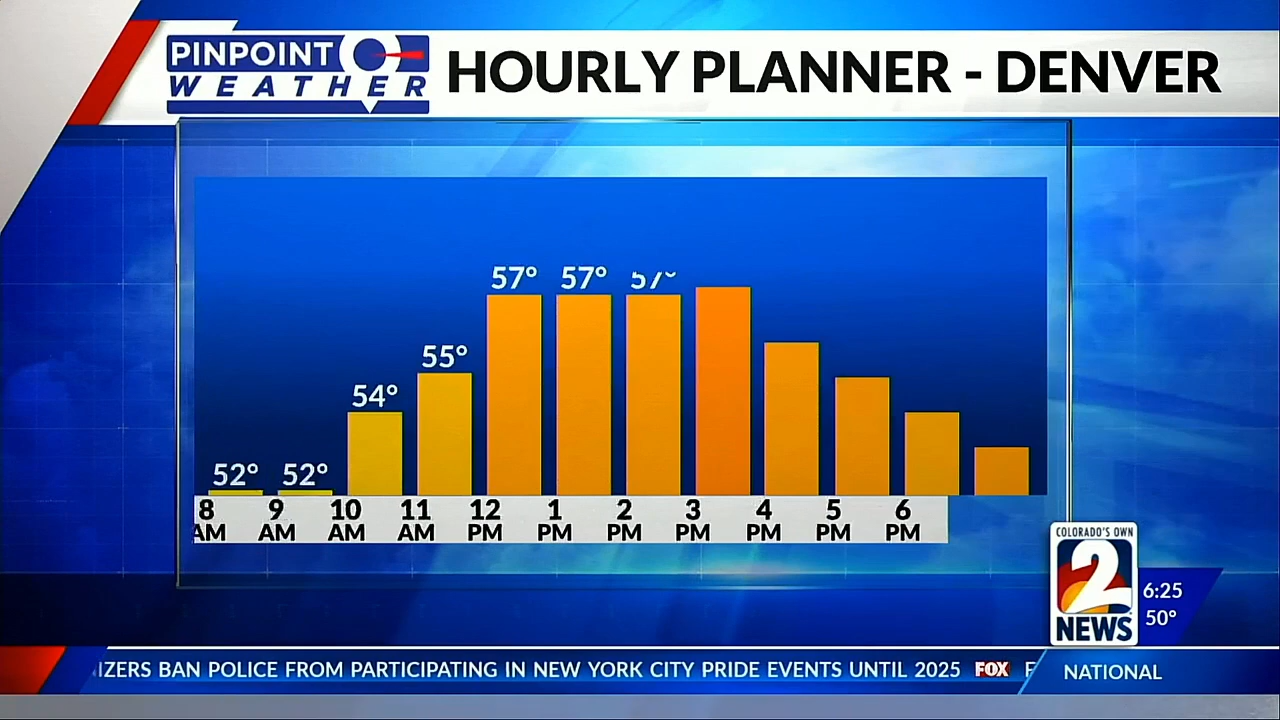 PINPOINT
WEATHER
HOURLY PLANNER - DENVER
57° 57° 57°
55°
54°
52° 52°
8 9 10 11 12 1 2 3 4 5 6
AM AM AM AM PM PM PM PM PM PM PM
COLORADO'S OWN
2
NEWS
6:25
50°
IZERS BAN POLICE FROM PARTICIPATING IN NEW YORK CITY PRIDE EVENTS UNTIL 2025 FOX
NATIONAL